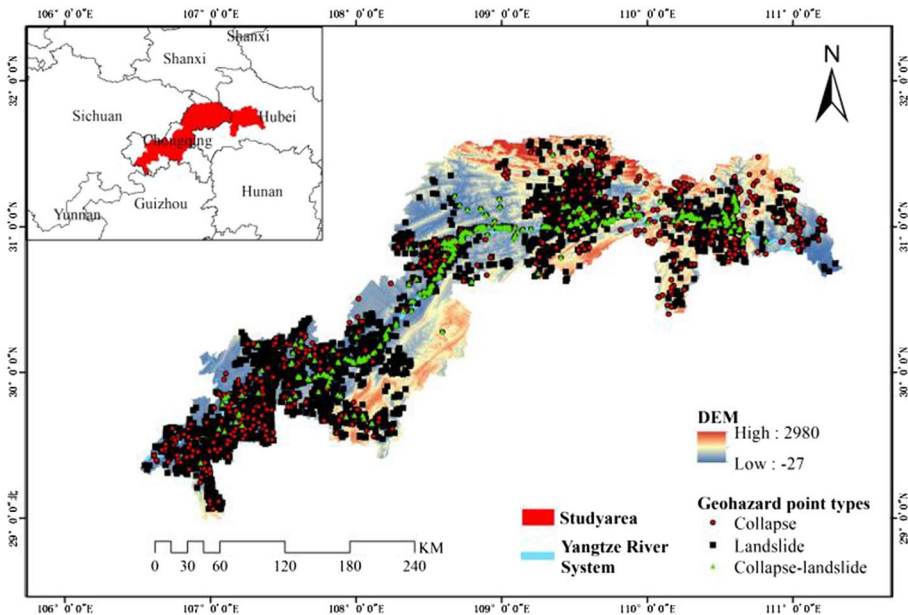 106° 0'0"E 107° 0'0"E 108° 0'0"E 109° 0'0"E 110° 0'0"E 111° 0'0"E
Shanxi
Shanxi
Sichuan
Hubei
Chongqing
Hunan
Guizhou
Yunnan
N
32° 0'0"N 32° 0'0"N
31° 0'0"N 31° 0'0"N
30° 0'0"N 30° 0'0"N
29° 0'0"N
DEM
High : 2980
Low : -27
Geohazard point types
Collapse
Landslide
Collapse-landslide
Studyarea
Yangtze River
System
KM
0 30 60 120 180 240
106° 0'0"E 107° 0'0"E 108° 0'0"E 109° 0'0"E 110° 0'0"E 111° 0'0"E